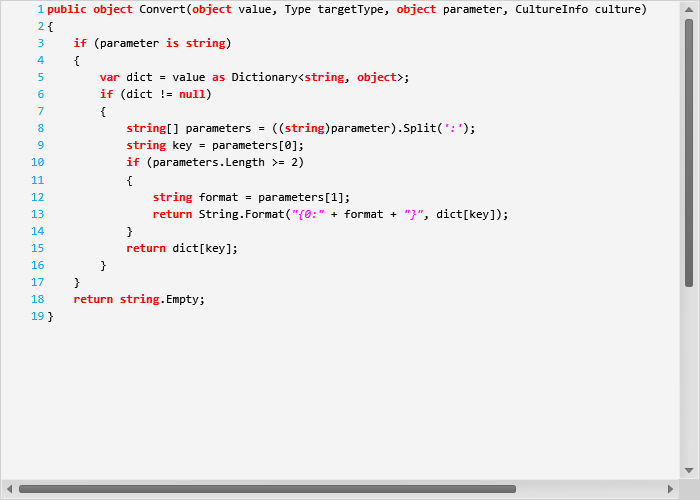 1 public object Convert(object value, Type targetType, object parameter, CultureInfo culture)
2 {
3     if (parameter is string)
4     {
5         var dict = value as Dictionary<string, object>;
6         if (dict != null)
7         {
8             string[] parameters = ((string)parameter).Split(':');
9             string key = parameters[0];
10             if (parameters.Length >= 2)
11             {
12                 string format = parameters[1];
13                 return String.Format("{0:" + format + "}", dict[key]);
14             }
15             return dict[key];
16         }
17     }
18     return string.Empty;
19 }